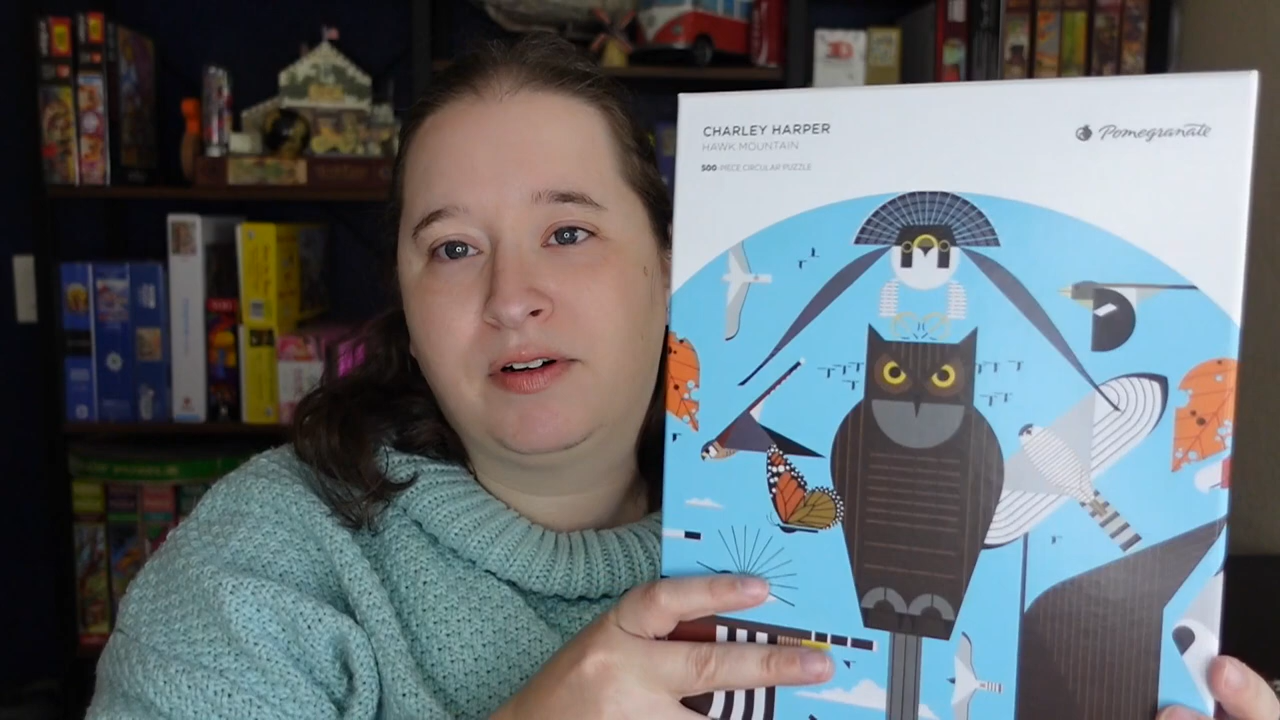 CHARLEY HARPER
HAWK MOUNTAIN
500-PIECE CIRCULAR PUZZLE
Pomegranate